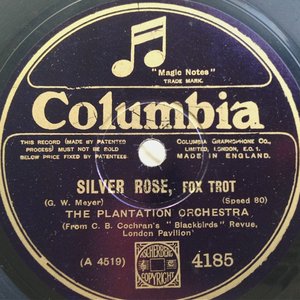 "Magic Notes"
TRADE MARK.
Columbia
THIS RECORD (MADE BY PATENTED
PROCESS) MUST NOT BE SOLD
BELOW PRICE FIXED BY PATENTEES.
COLUMBIA GRAPHOPHONE CO.,
LIMITED, LONDON, E.C. 1.
MADE IN ENGLAND.
SILVER ROSE, FOX TROT
(G. W. Meyer) (Speed 80)
THE PLANTATION ORCHESTRA
(From C. B. Cochran's "Blackbirds" Revue,
London Pavilion)
(A 4519) 4185
COPYRIGHT